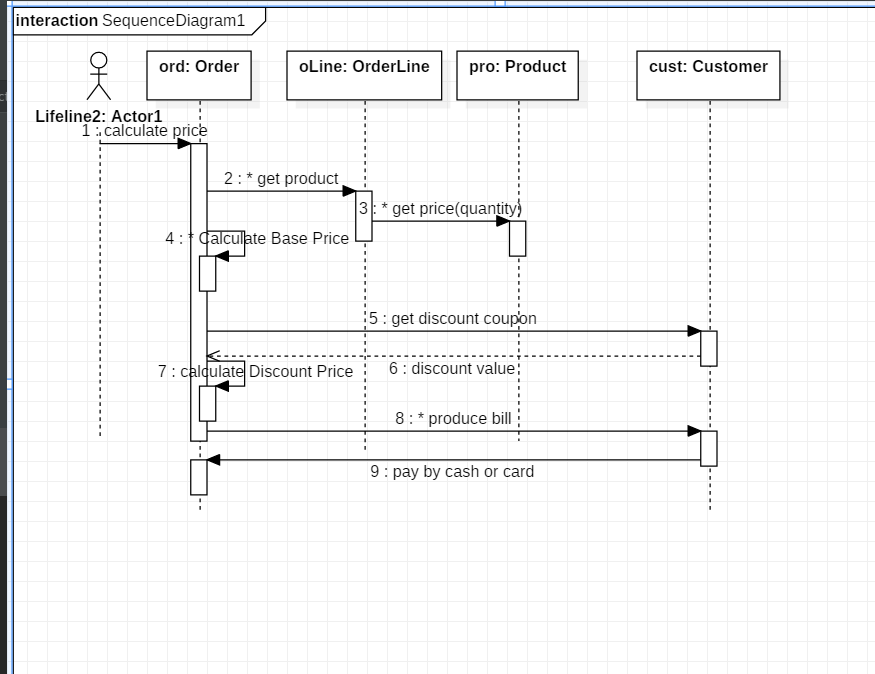 interaction SequenceDiagram1
ord: Order
oLine: OrderLine
pro: Product
cust: Customer
Lifeline2: Actor1
1 : calculate price
2 : * get product
3 : * get price(quantity)
4 : * Calculate Base Price
5 : get discount coupon
6 : discount value
7 : calculate Discount Price
8 : * produce bill
9 : pay by cash or card